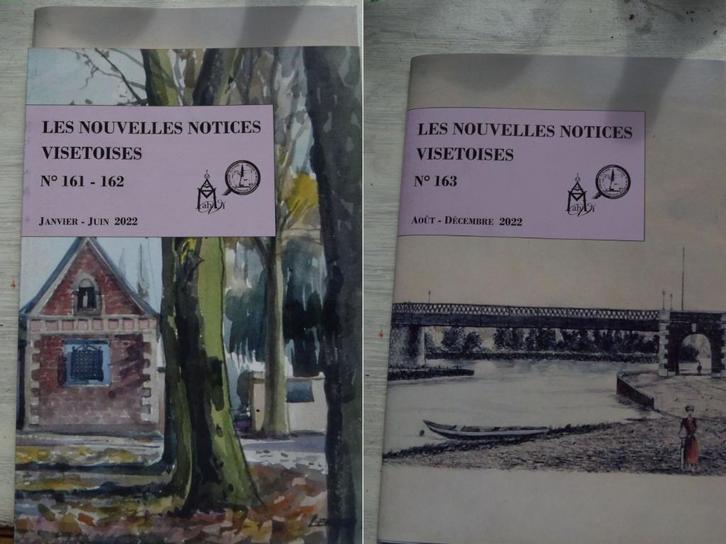 LES NOUVELLES NOTICES
VISETOISES
N° 161 - 162
JANVIER - JUIN 2022
LES NOUVELLES NOTICES
VISETOISES
N° 163
AOÛT - DÉCEMBRE 2022